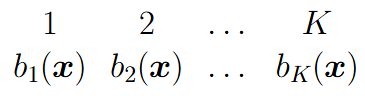 1 2 … K
b₁(𝒙) b₂(𝒙) … b_K(𝒙)